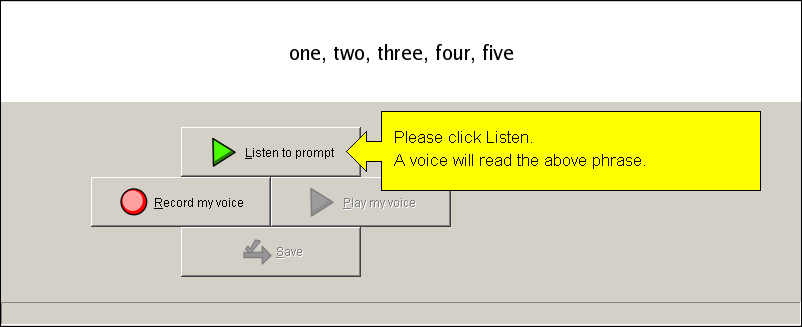 one, two, three, four, five
Please click Listen.
A voice will read the above phrase.
Listen to prompt
Record my voice
Play my voice
Save